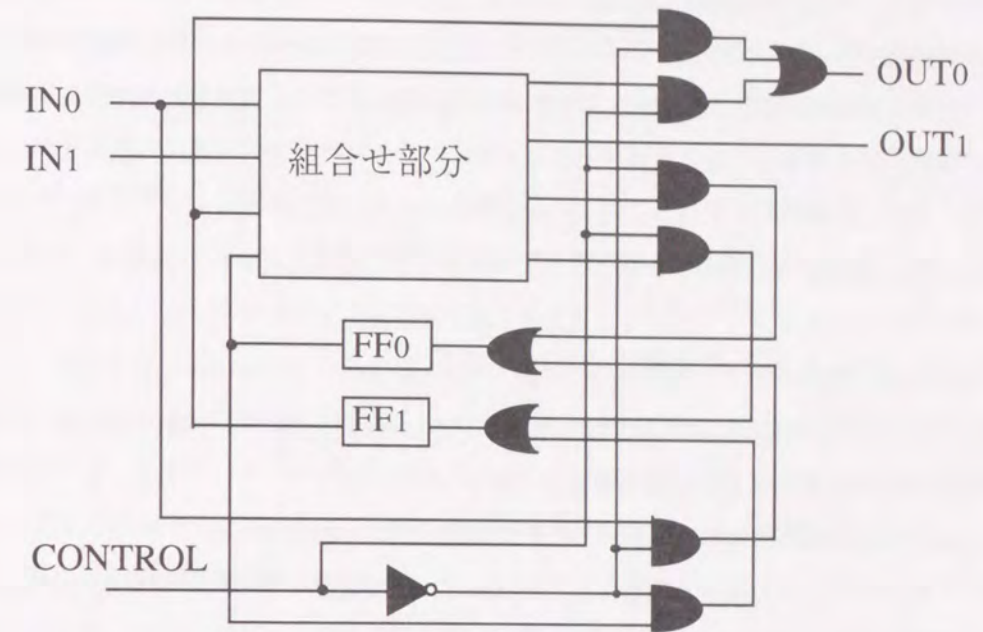 IN0
IN1
組合せ部分
OUT0
OUT1
FF0
FF1
CONTROL